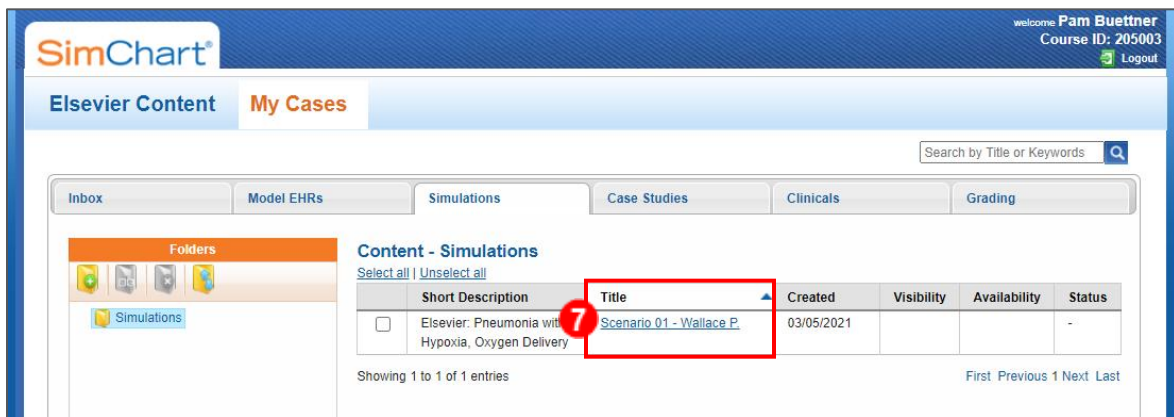 welcome Pam Buettner
Course ID: 205003
Logout
SimChart®
Elsevier Content My Cases
Search by Title or Keywords
Inbox Model EHRs Simulations Case Studies Clinicals Grading
Folders
Simulations
Content - Simulations
Select all | Unselect all
Short Description Title Created Visibility Availability Status
Elsevier: Pneumonia 7 Scenario 01 - Wallace P. 03/05/2021 -
Hypoxia, Oxygen Delivery
Showing 1 to 1 of 1 entries
First Previous 1 Next Last